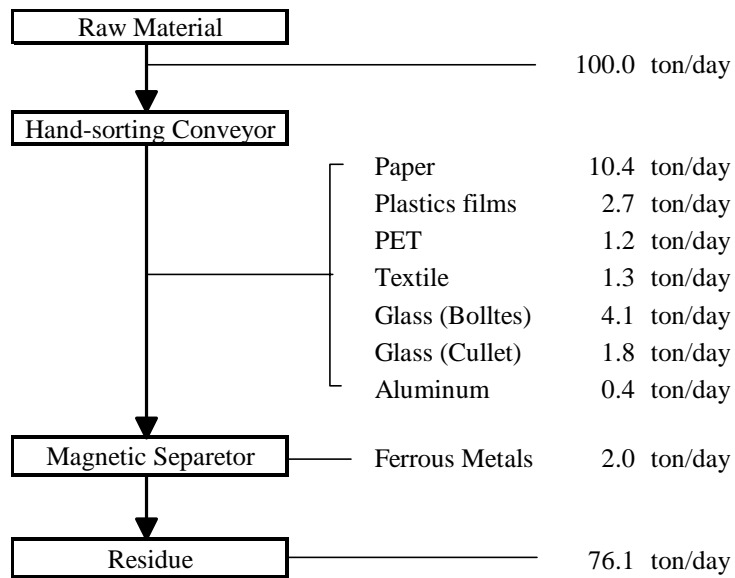 Raw Material
100.0 ton/day
Hand-sorting Conveyor
Paper 10.4 ton/day
Plastics films 2.7 ton/day
PET 1.2 ton/day
Textile 1.3 ton/day
Glass (Bolltes) 4.1 ton/day
Glass (Cullet) 1.8 ton/day
Aluminum 0.4 ton/day
Magnetic Separetor Ferrous Metals 2.0 ton/day
Residue 76.1 ton/day